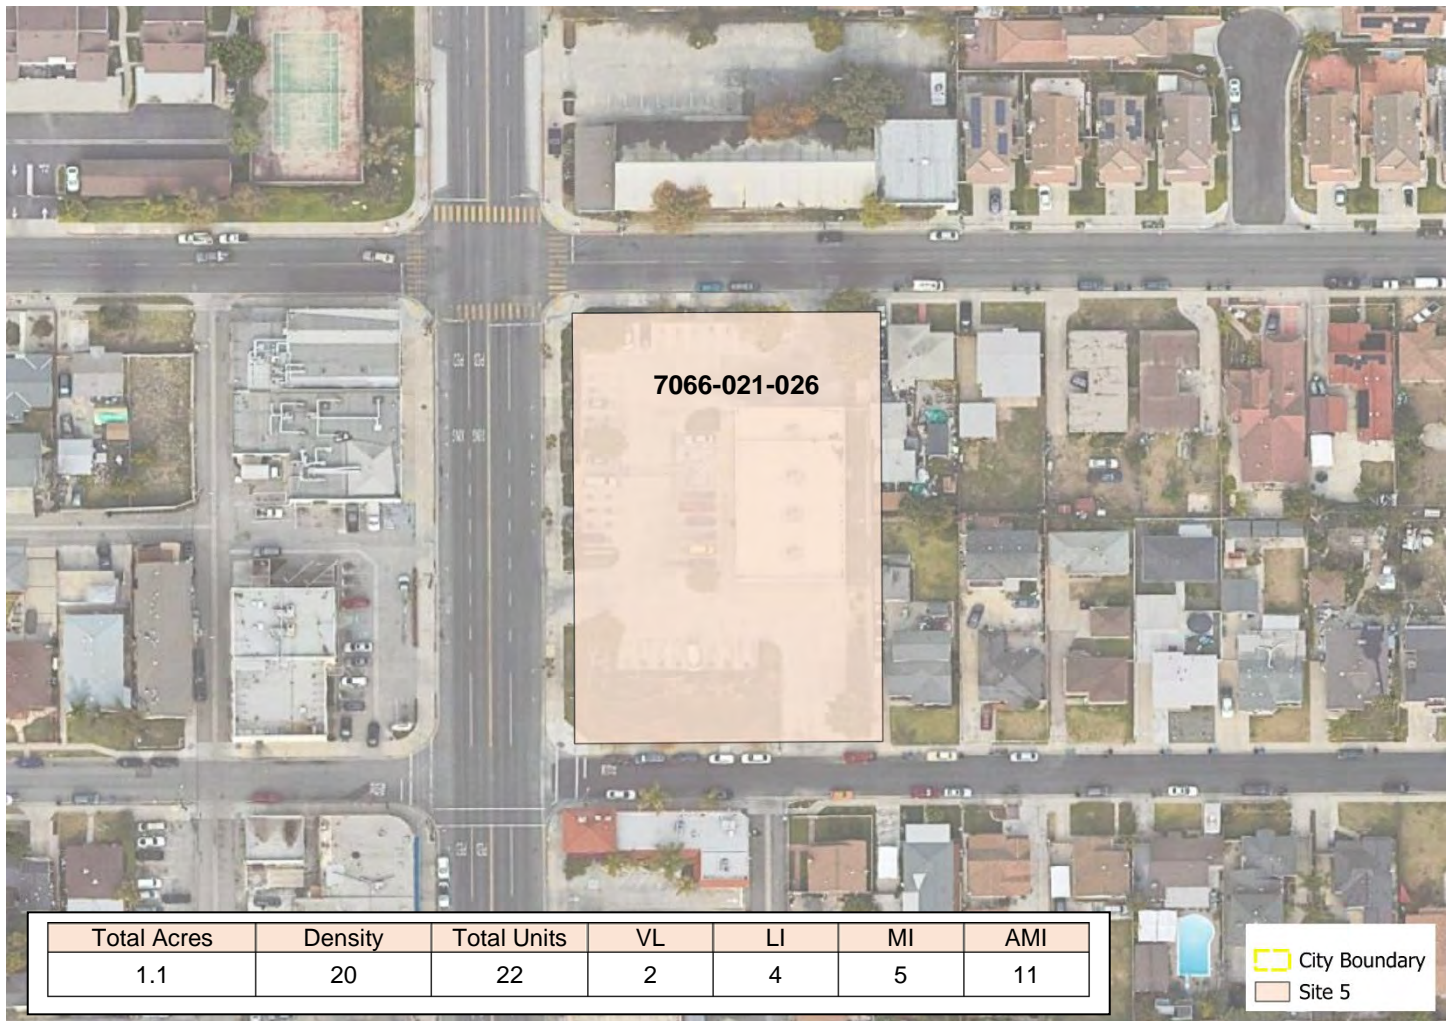 7066-021-026
Total Acres Density Total Units VL LI MI AMI
1.1 20 22 2 4 5 11
City Boundary
Site 5